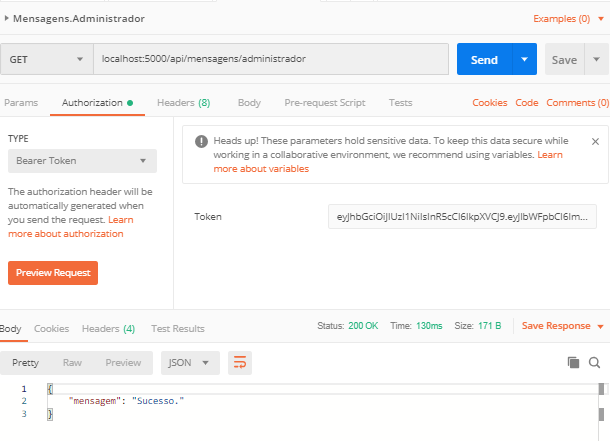 Mensagens.Administrador
Examples (0)
GET
localhost:5000/api/mensagens/administrador
Send
Save
Params
Authorization
Headers (8)
Body
Pre-request Script
Tests
Cookies
Code
Comments (0)
TYPE
Bearer Token
The authorization header will be
automatically generated when
you send the request. Learn
more about authorization
Preview Request
Heads up! These parameters hold sensitive data. To keep this data secure while
working in a collaborative environment, we recommend using variables. Learn
more about variables
Token
Body
Cookies
Headers (4)
Test Results
Status: 200 OK
Time: 130ms
Size: 171 B
Save Response
Pretty
Raw
Preview
JSON
1 {
2 "mensagem": "Sucesso."
3 }